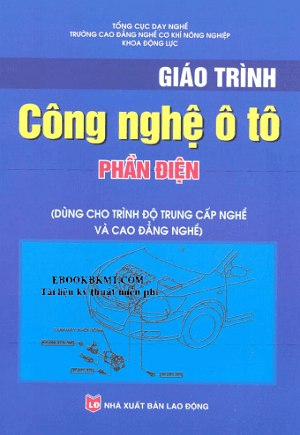 TỔNG CỤC DẠY NGHỀ
TRƯỜNG CAO ĐẲNG NGHỀ CƠ KHÍ NÔNG NGHIỆP
KHOA ĐỘNG LỰC
GIÁO TRÌNH
Công nghệ ô tô
PHẦN ĐIỆN
(DÙNG CHO TRÌNH ĐỘ TRUNG CẤP NGHỀ
VÀ CAO ĐẲNG NGHỀ)
EBOOKBKMT.COM
Tài liệu kỹ thuật miễn phí
LĐ NHÀ XUẤT BẢN LAO ĐỘNG